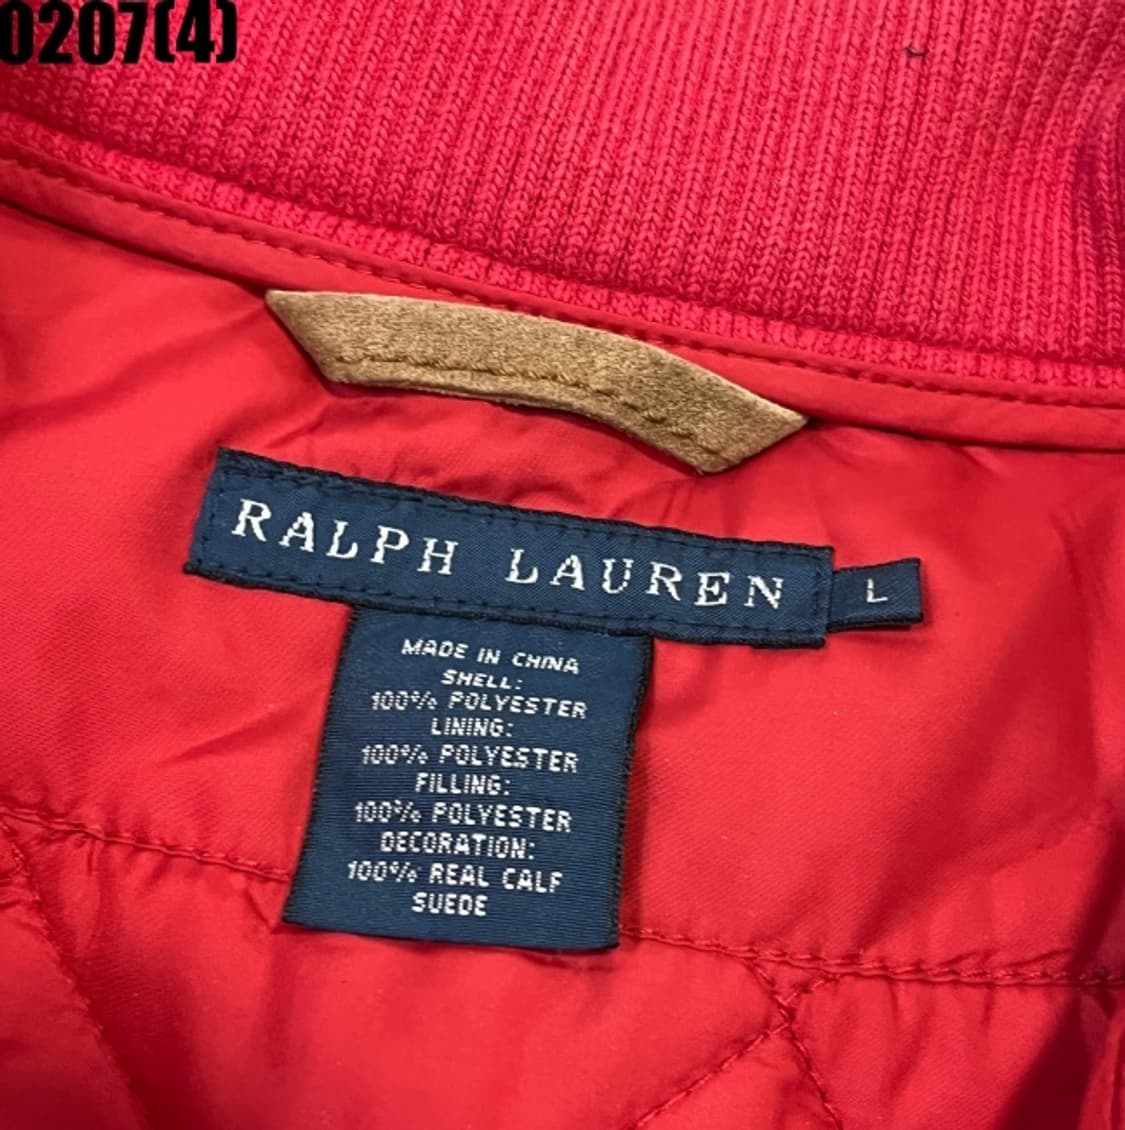 0207(4)
RALPH LAUREN
L
MADE IN CHINA
SHELL:
100% POLYESTER
LINING:
100% POLYESTER
FILLING:
100% POLYESTER
DECORATION:
100% REAL CALF
SUEDE